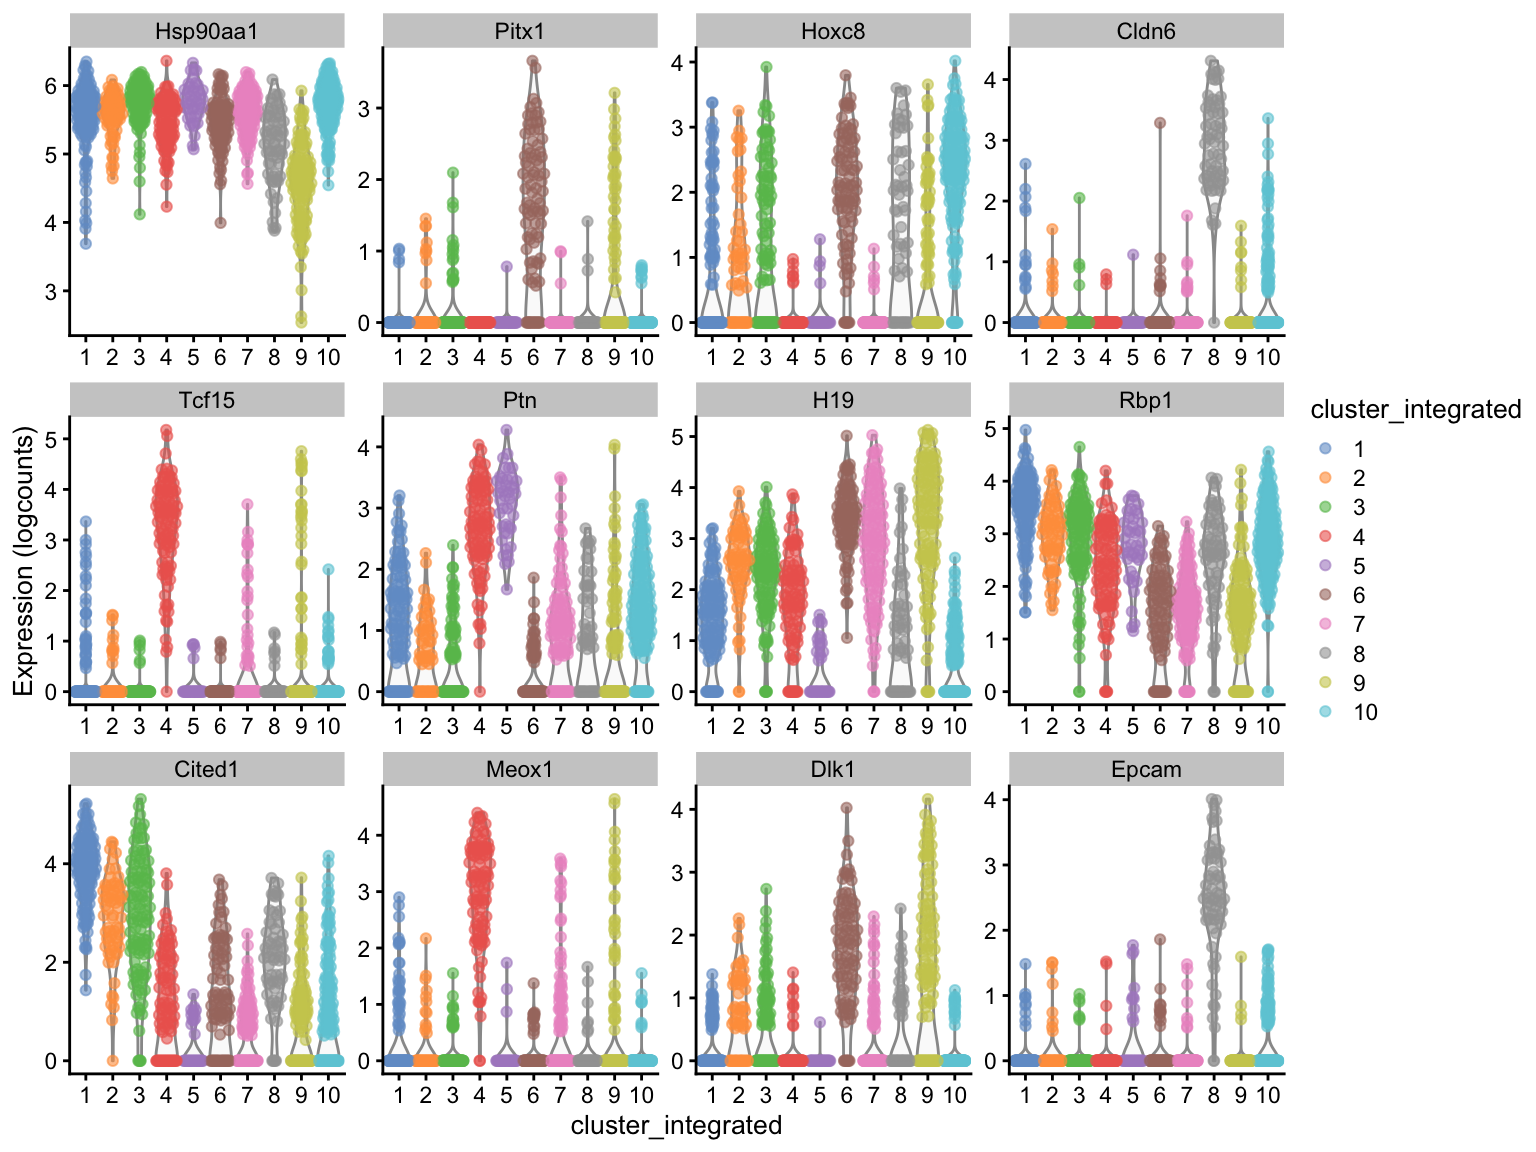 Hsp90aa1 Pitx1 Hoxc8 Cldn6
6 5 4 3
3 2 1 0
4 3 2 1 0
4 3 2 1 0
1 2 3 4 5 6 7 8 9 10 1 2 3 4 5 6 7 8 9 10 1 2 3 4 5 6 7 8 9 10 1 2 3 4 5 6 7 8 9 10
Tcf15 Ptn H19 Rbp1
5 4 3 2 1 0
4 3 2 1 0
5 4 3 2 1 0
5 4 3 2 1 0
1 2 3 4 5 6 7 8 9 10 1 2 3 4 5 6 7 8 9 10 1 2 3 4 5 6 7 8 9 10 1 2 3 4 5 6 7 8 9 10
Cited1 Meox1 Dlk1 Epcam
4 2 0
4 3 2 1 0
4 3 2 1 0
4 3 2 1 0
1 2 3 4 5 6 7 8 9 10 1 2 3 4 5 6 7 8 9 10 1 2 3 4 5 6 7 8 9 10 1 2 3 4 5 6 7 8 9 10
Expression (logcounts)
cluster_integrated
cluster_integrated
1
2
3
4
5
6
7
8
9
10